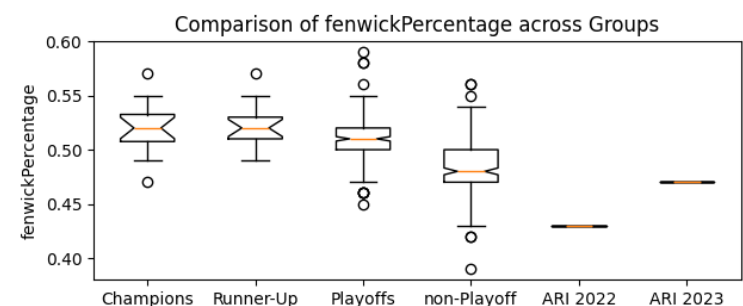 Comparison of fenwickPercentage across Groups
0.60
0.55
0.50
0.45
0.40
fenwickPercentage
Champions Runner-Up Playoffs non-Playoff ARI 2022 ARI 2023